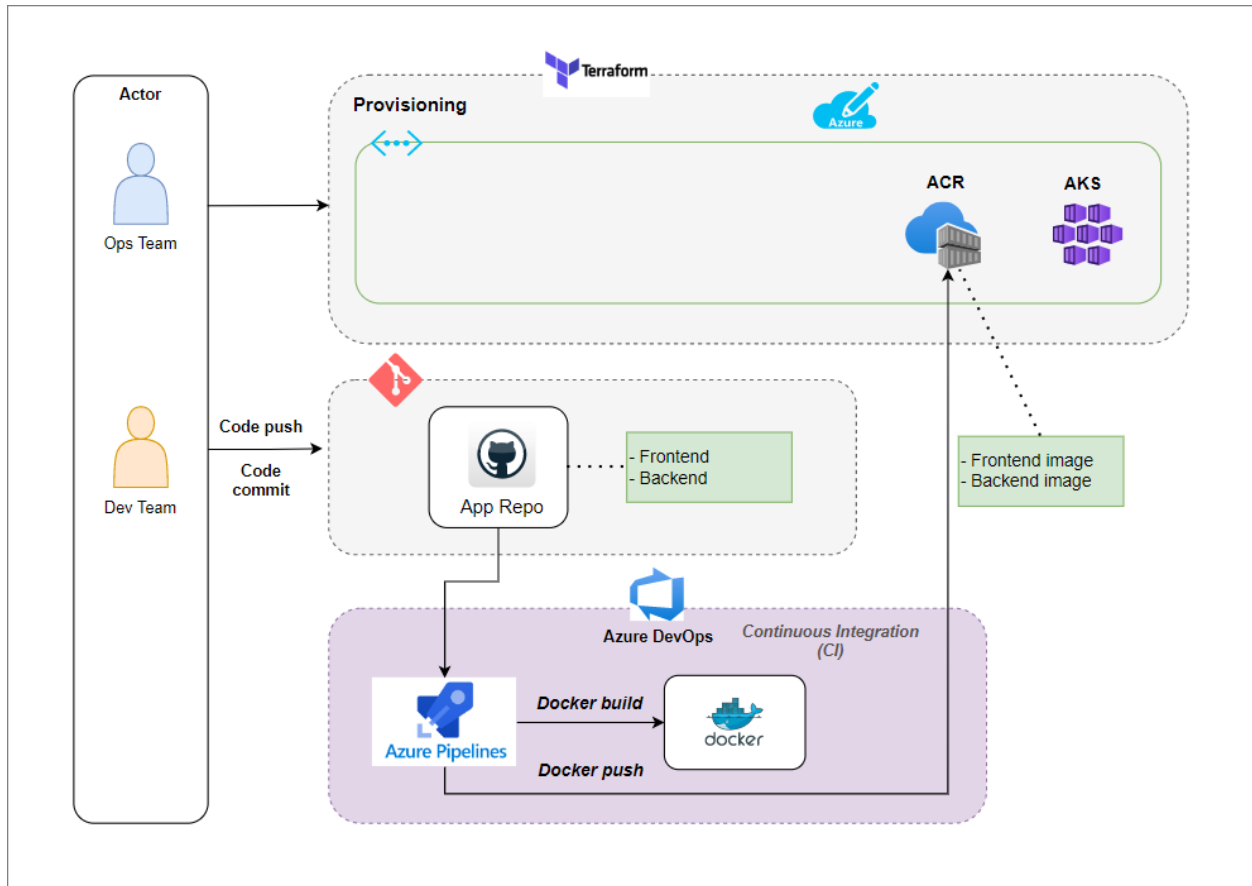 Actor
Ops Team
Dev Team
Terraform
Provisioning
Azure
ACR
AKS
Code push
Code
commit
App Repo
- Frontend
- Backend
- Frontend image
- Backend image
Azure DevOps
Continuous Integration
(CI)
Azure Pipelines
Docker build
docker
Docker push